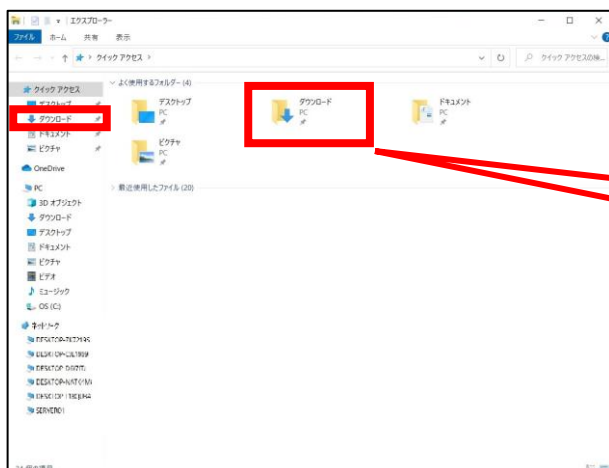 エクスプローラー
ファイル ホーム 共有 表示
クイック アクセス
クイック アクセスの検...
クイック アクセス
デスクトップ
ダウンロード
ドキュメント
ピクチャ
OneDrive
PC
3D オブジェクト
ダウンロード
デスクトップ
ドキュメント
ピクチャ
ビデオ
ミュージック
OS (C:)
ネットワーク
SERVER01
よく使用するフォルダー (4)
デスクトップ
PC
ダウンロード
PC
ドキュメント
PC
ピクチャ
PC
最近使用したファイル (20)